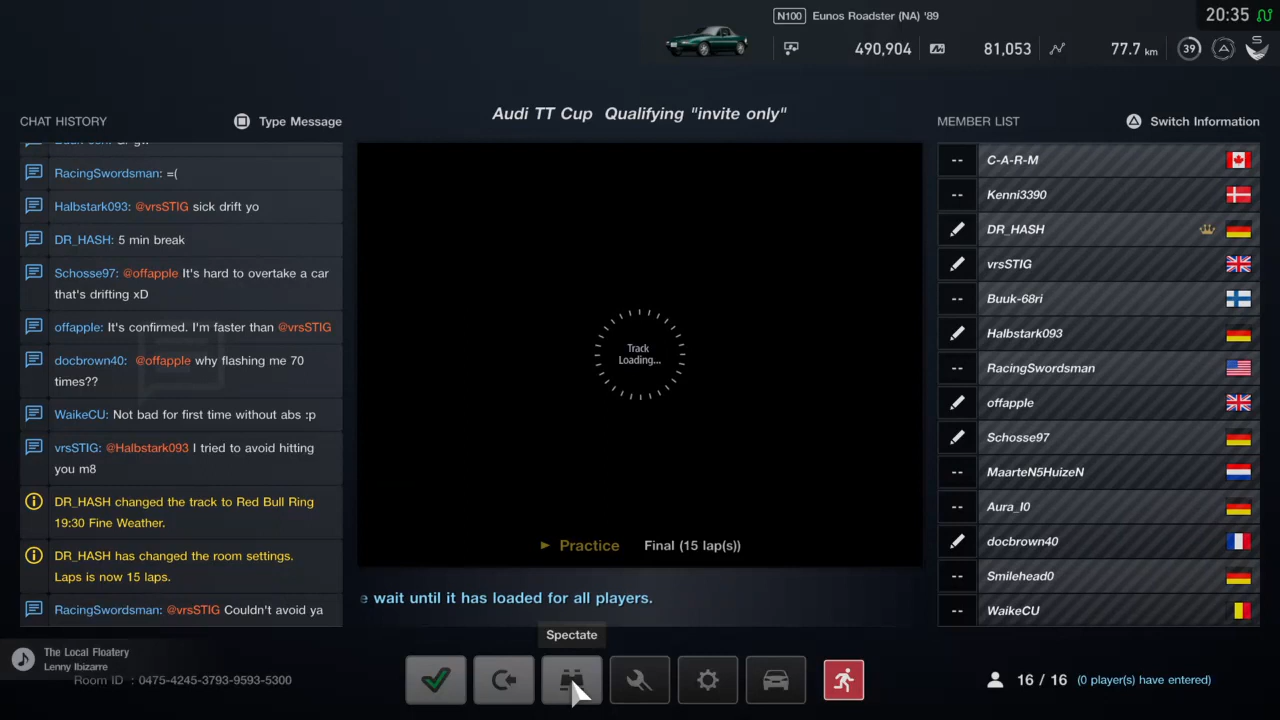 N100 Eunos Roadster (NA) '89
20:35
490,904 81,053 77.7 km 39 A S
CHAT HISTORY
Type Message
Audi TT Cup Qualifying "invite only"
MEMBER LIST
Switch Information
RacingSwordsman: =(
Halbstark093: @vrsSTIG sick drift yo
DR_HASH: 5 min break
Schosse97: @offapple It's hard to overtake a car
that's drifting xD
offapple: It's confirmed. I'm faster than @vrsSTIG
docbrown40: @offapple why flashing me 70
times??
WaikeCU: Not bad for first time without abs :p
vrsSTIG: @Halbstark093 I tried to avoid hitting
you m8
DR_HASH changed the track to Red Bull Ring
19:30 Fine Weather.
DR_HASH has changed the room settings.
Laps is now 15 laps.
RacingSwordsman: @vrsSTIG Couldn't avoid ya
Track
Loading...
Practice Final (15 lap(s))
e wait until it has loaded for all players.
-- C-A-R-M
-- Kenni3390
DR_HASH
vrsSTIG
-- Buuk-68ri
Halbstark093
-- RacingSwordsman
offapple
Schosse97
-- MaarteN5HuizeN
-- Aura_I0
docbrown40
-- Smilehead0
-- WaikeCU
Spectate
The Local Floatery
Lenny Ibizarre
Room ID : 0475-4245-3793-9593-5300
16 / 16 (0 player(s) have entered)